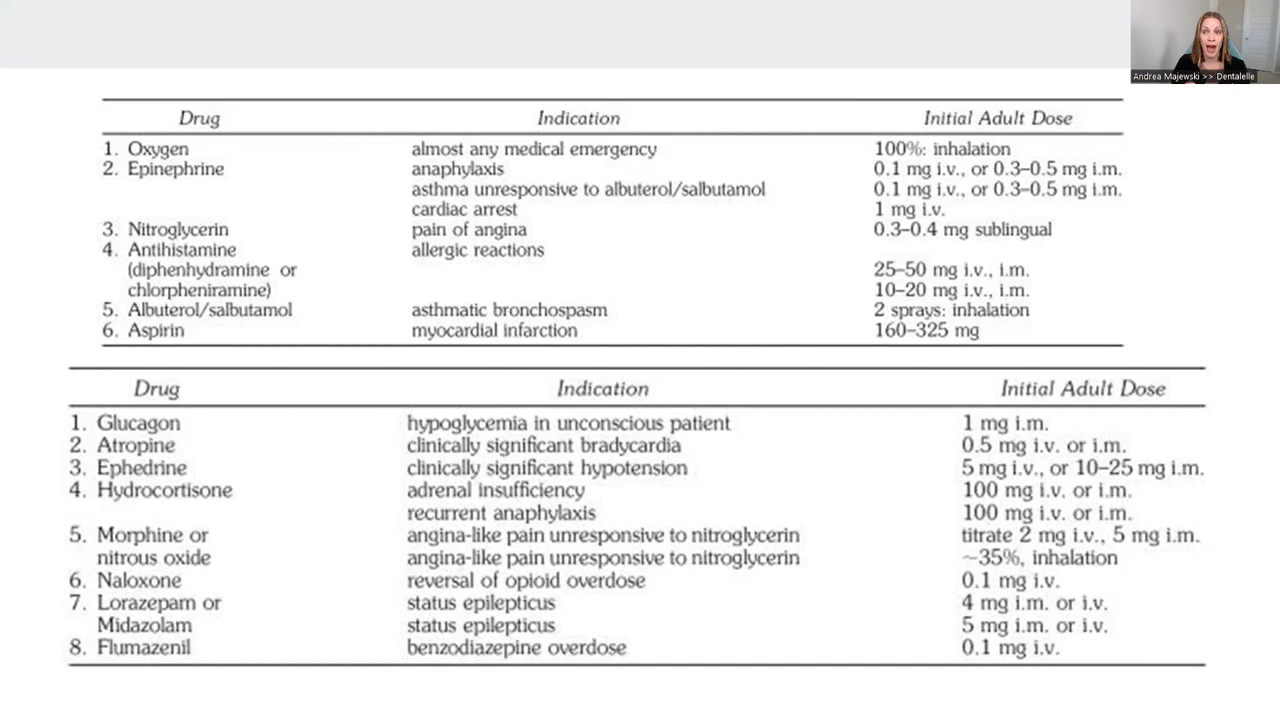 Andrea Majewski >> Dentalelle
Drug Indication Initial Adult Dose
1. Oxygen almost any medical emergency 100%: inhalation
2. Epinephrine anaphylaxis 0.1 mg i.v., or 0.3–0.5 mg i.m.
asthma unresponsive to albuterol/salbutamol 0.1 mg i.v., or 0.3–0.5 mg i.m.
cardiac arrest 1 mg i.v.
3. Nitroglycerin pain of angina 0.3–0.4 mg sublingual
4. Antihistamine allergic reactions
(diphenhydramine or 25–50 mg i.v., i.m.
chlorpheniramine) 10–20 mg i.v., i.m.
5. Albuterol/salbutamol asthmatic bronchospasm 2 sprays: inhalation
6. Aspirin myocardial infarction 160–325 mg
Drug Indication Initial Adult Dose
1. Glucagon hypoglycemia in unconscious patient 1 mg i.m.
2. Atropine clinically significant bradycardia 0.5 mg i.v. or i.m.
3. Ephedrine clinically significant hypotension 5 mg i.v., or 10–25 mg i.m.
4. Hydrocortisone adrenal insufficiency 100 mg i.v. or i.m.
recurrent anaphylaxis 100 mg i.v. or i.m.
5. Morphine or angina-like pain unresponsive to nitroglycerin titrate 2 mg i.v., 5 mg i.m.
nitrous oxide angina-like pain unresponsive to nitroglycerin ~35%, inhalation
6. Naloxone reversal of opioid overdose 0.1 mg i.v.
7. Lorazepam or status epilepticus 4 mg i.m. or i.v.
Midazolam status epilepticus 5 mg i.m. or i.v.
8. Flumazenil benzodiazepine overdose 0.1 mg i.v.